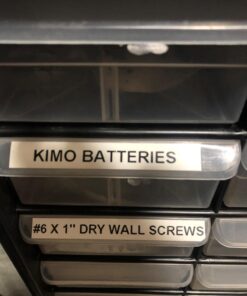 KIMO BATTERIES
#6 X 1" DRY WALL SCREWS